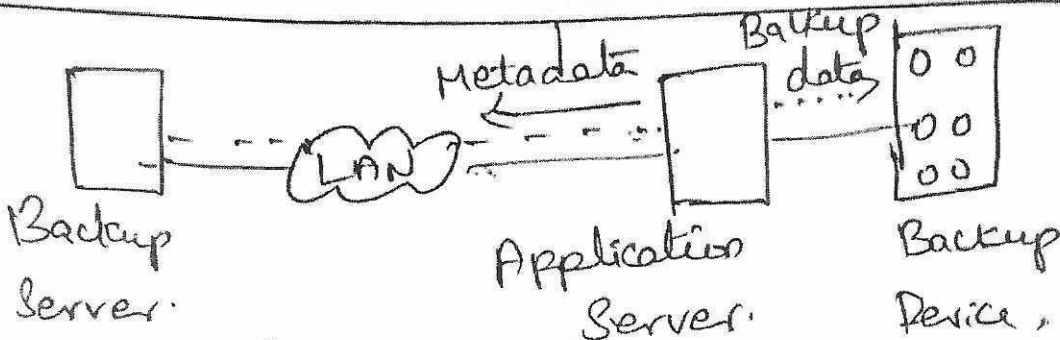 Metadata
Backup
data
LAN
Backup
Server.
Application
Server.
Backup
Device,